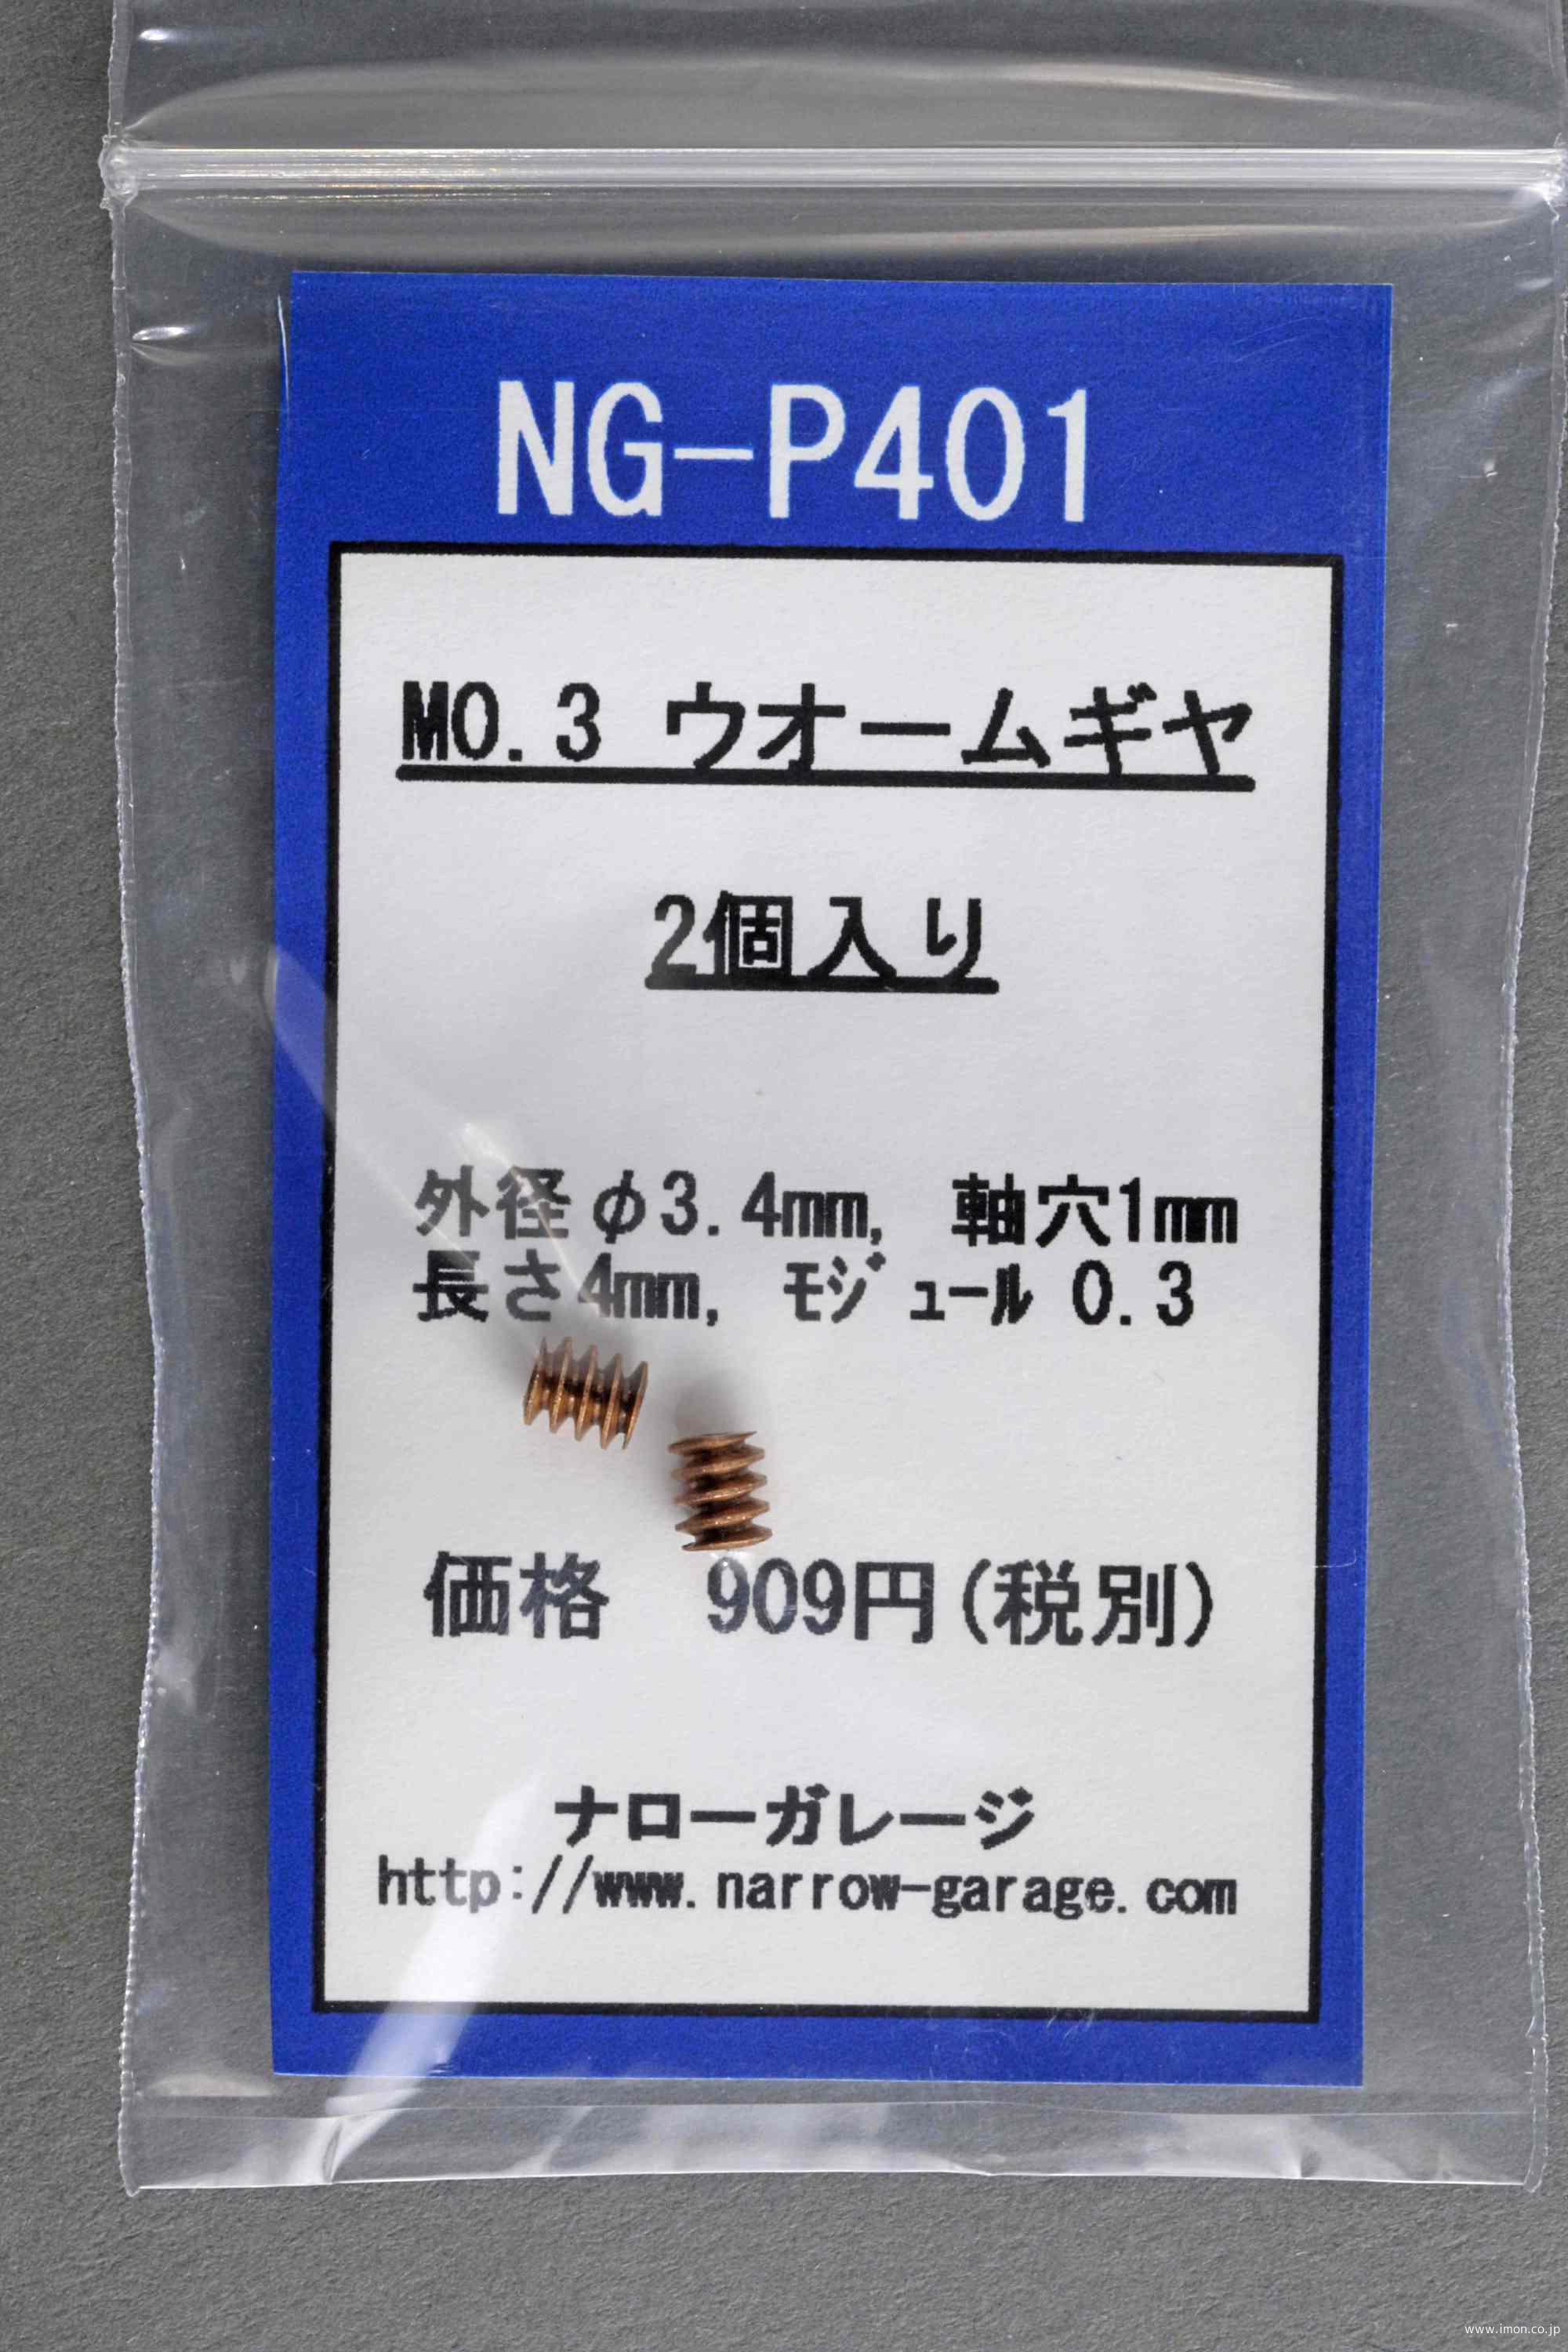 NG-P401
M0.3 ウオームギヤ
2個入り
外径φ3.4mm, 軸穴1mm
長さ4mm, ﾓｼﾞｭｰﾙ 0.3
価格 909円(税別)
ナローガレージ
http://www.narrow-garage.com
www.imon.co.jp